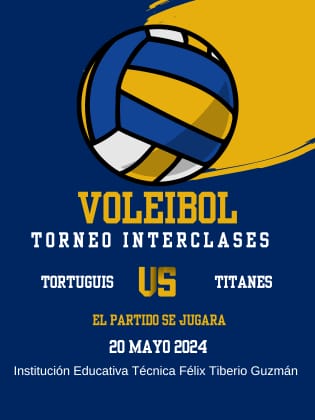 VOLEIBOL
TORNEO INTERCLASES
TORTUGUIS VS TITANES
EL PARTIDO SE JUGARA
20 MAYO 2024
Institución Educativa Técnica Félix Tiberio Guzmán